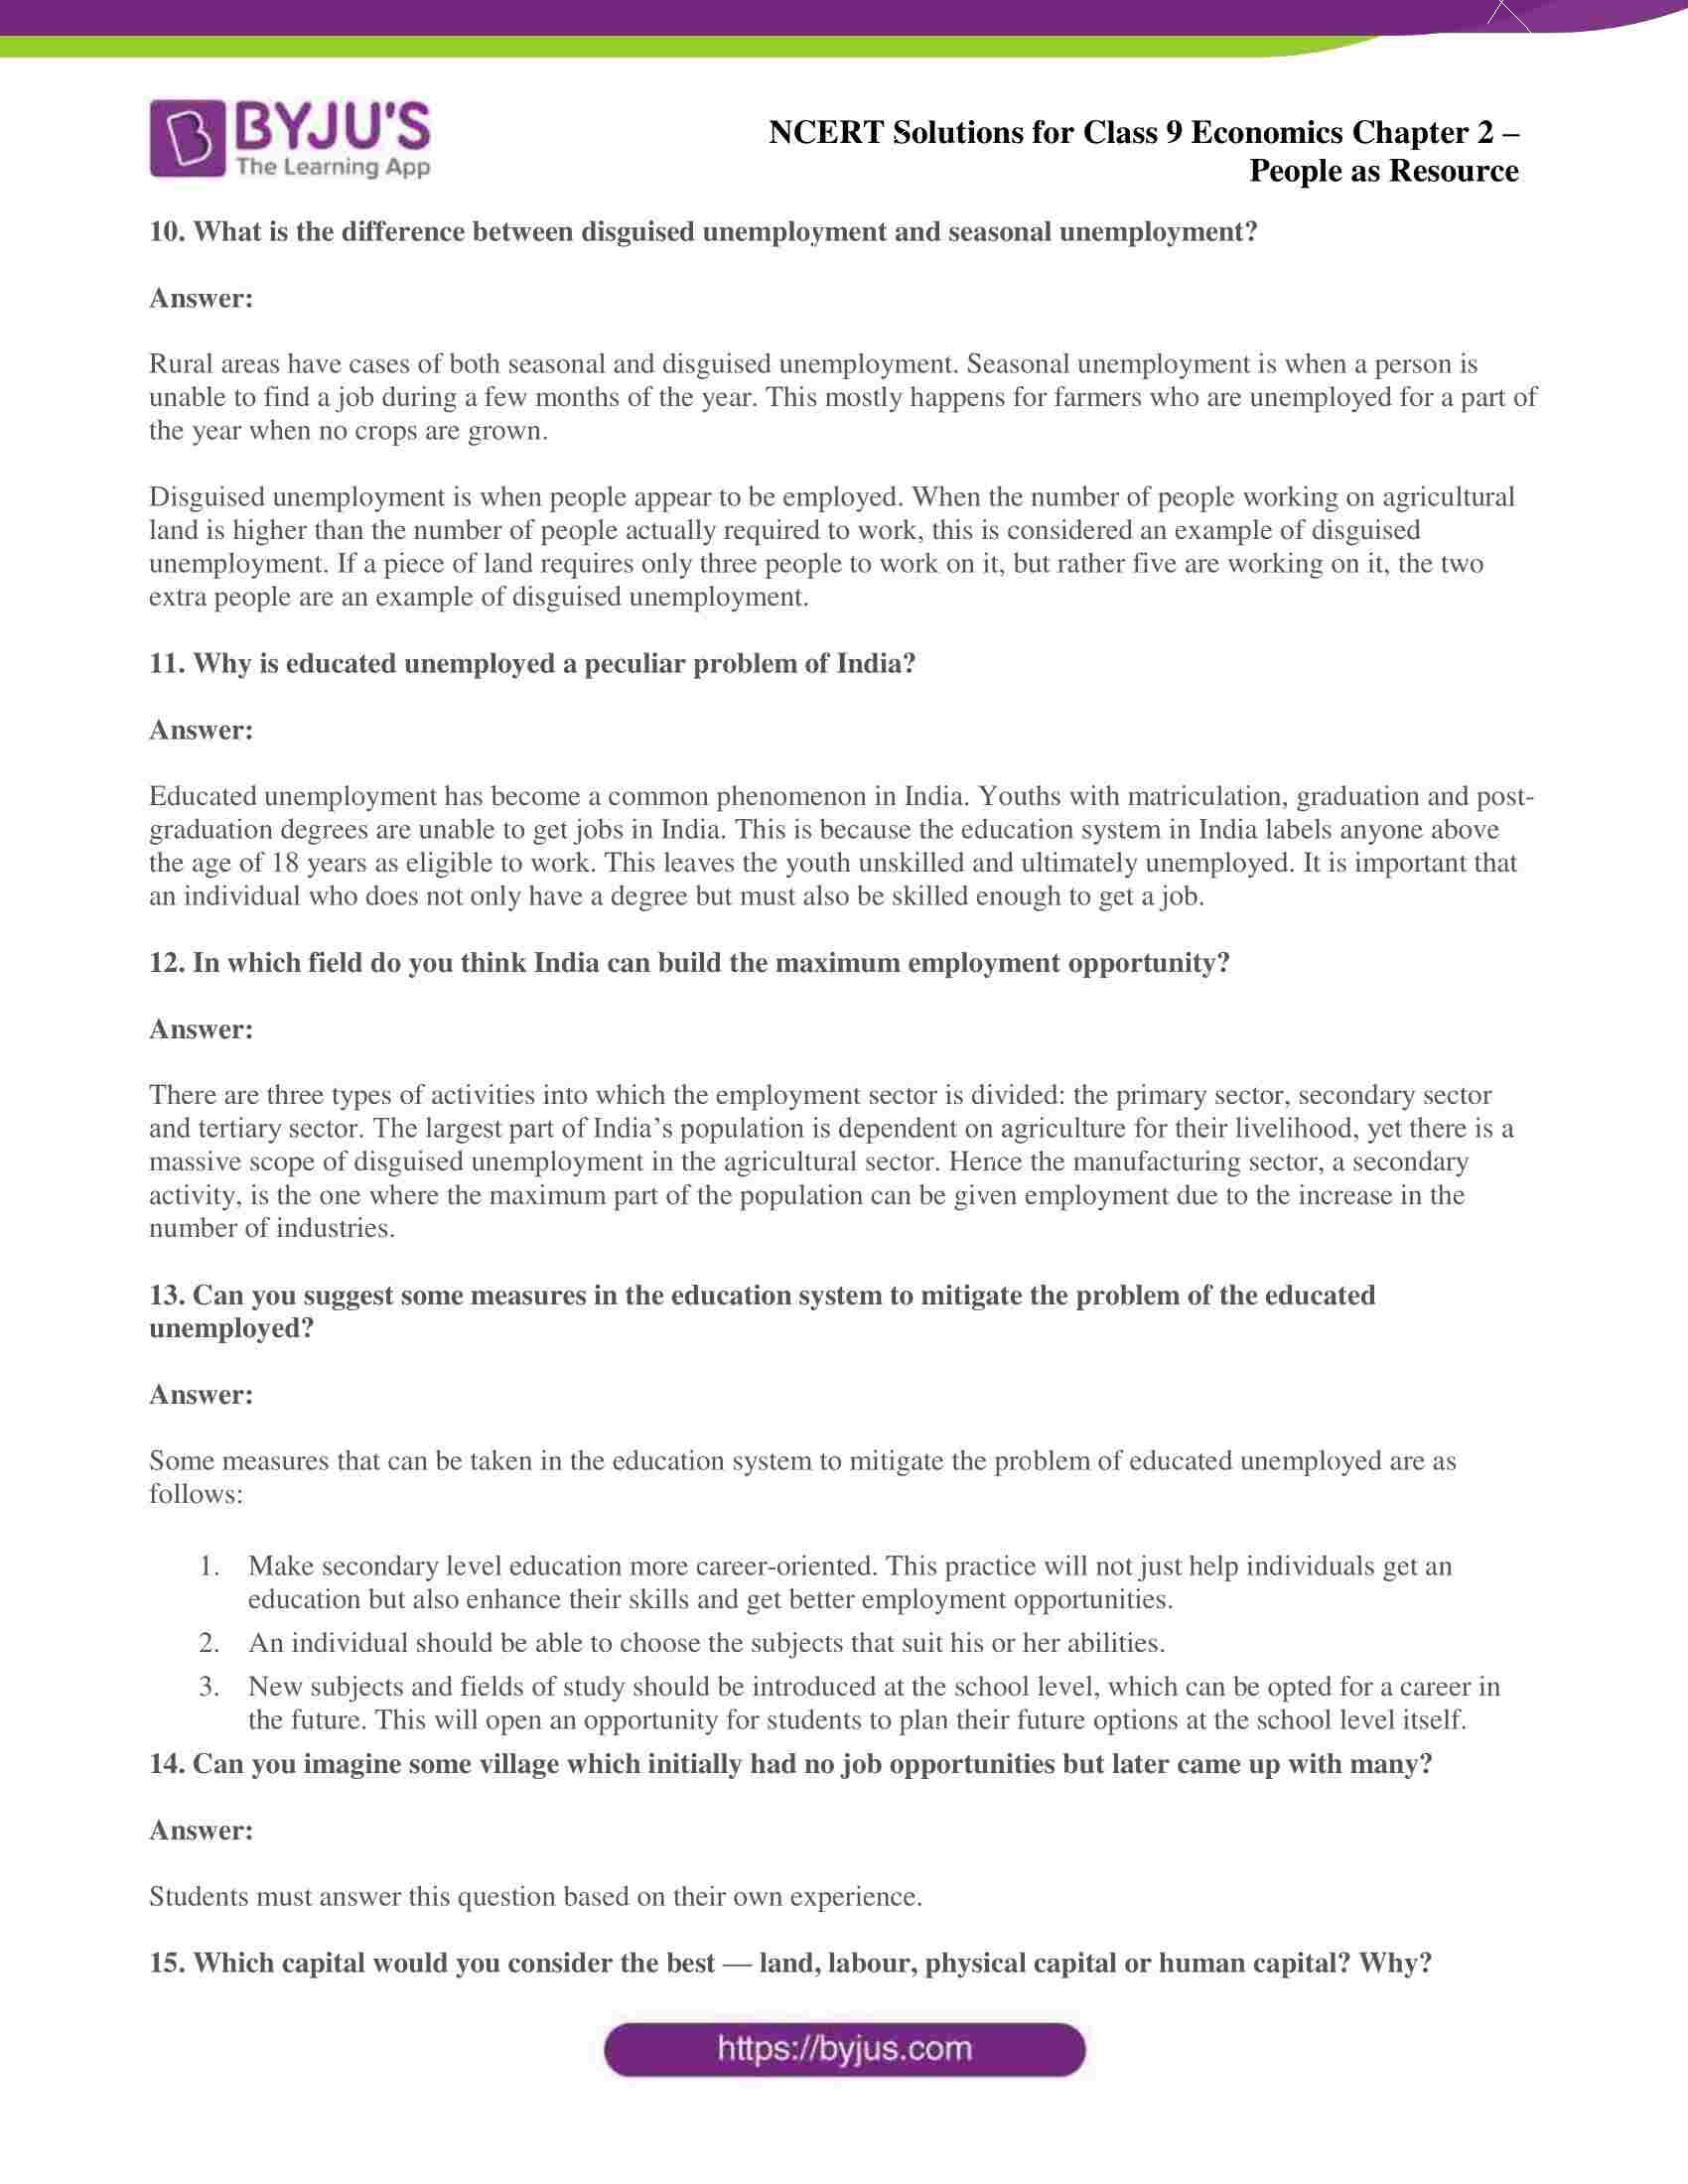 BYJU'S
The Learning App
NCERT Solutions for Class 9 Economics Chapter 2 –
People as Resource
10. What is the difference between disguised unemployment and seasonal unemployment?
Answer:
Rural areas have cases of both seasonal and disguised unemployment. Seasonal unemployment is when a person is
unable to find a job during a few months of the year. This mostly happens for farmers who are unemployed for a part of
the year when no crops are grown.
Disguised unemployment is when people appear to be employed. When the number of people working on agricultural
land is higher than the number of people actually required to work, this is considered an example of disguised
unemployment. If a piece of land requires only three people to work on it, but rather five are working on it, the two
extra people are an example of disguised unemployment.
11. Why is educated unemployed a peculiar problem of India?
Answer:
Educated unemployment has become a common phenomenon in India. Youths with matriculation, graduation and post-
graduation degrees are unable to get jobs in India. This is because the education system in India labels anyone above
the age of 18 years as eligible to work. This leaves the youth unskilled and ultimately unemployed. It is important that
an individual who does not only have a degree but must also be skilled enough to get a job.
12. In which field do you think India can build the maximum employment opportunity?
Answer:
There are three types of activities into which the employment sector is divided: the primary sector, secondary sector
and tertiary sector. The largest part of India’s population is dependent on agriculture for their livelihood, yet there is a
massive scope of disguised unemployment in the agricultural sector. Hence the manufacturing sector, a secondary
activity, is the one where the maximum part of the population can be given employment due to the increase in the
number of industries.
13. Can you suggest some measures in the education system to mitigate the problem of the educated
unemployed?
Answer:
Some measures that can be taken in the education system to mitigate the problem of educated unemployed are as
follows:
1. Make secondary level education more career-oriented. This practice will not just help individuals get an
education but also enhance their skills and get better employment opportunities.
2. An individual should be able to choose the subjects that suit his or her abilities.
3. New subjects and fields of study should be introduced at the school level, which can be opted for a career in
the future. This will open an opportunity for students to plan their future options at the school level itself.
14. Can you imagine some village which initially had no job opportunities but later came up with many?
Answer:
Students must answer this question based on their own experience.
15. Which capital would you consider the best — land, labour, physical capital or human capital? Why?
https://byjus.com